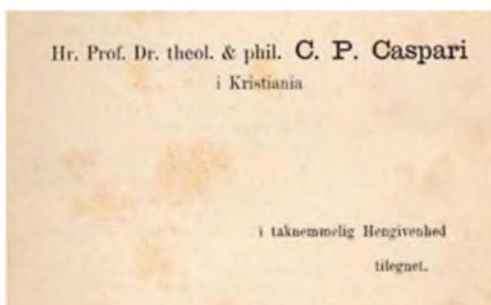 Hr. Prof. Dr. theol. & phil. C. P. Caspari
i Kristiania
i taknemmelig Hengivenhed
tilegnet.